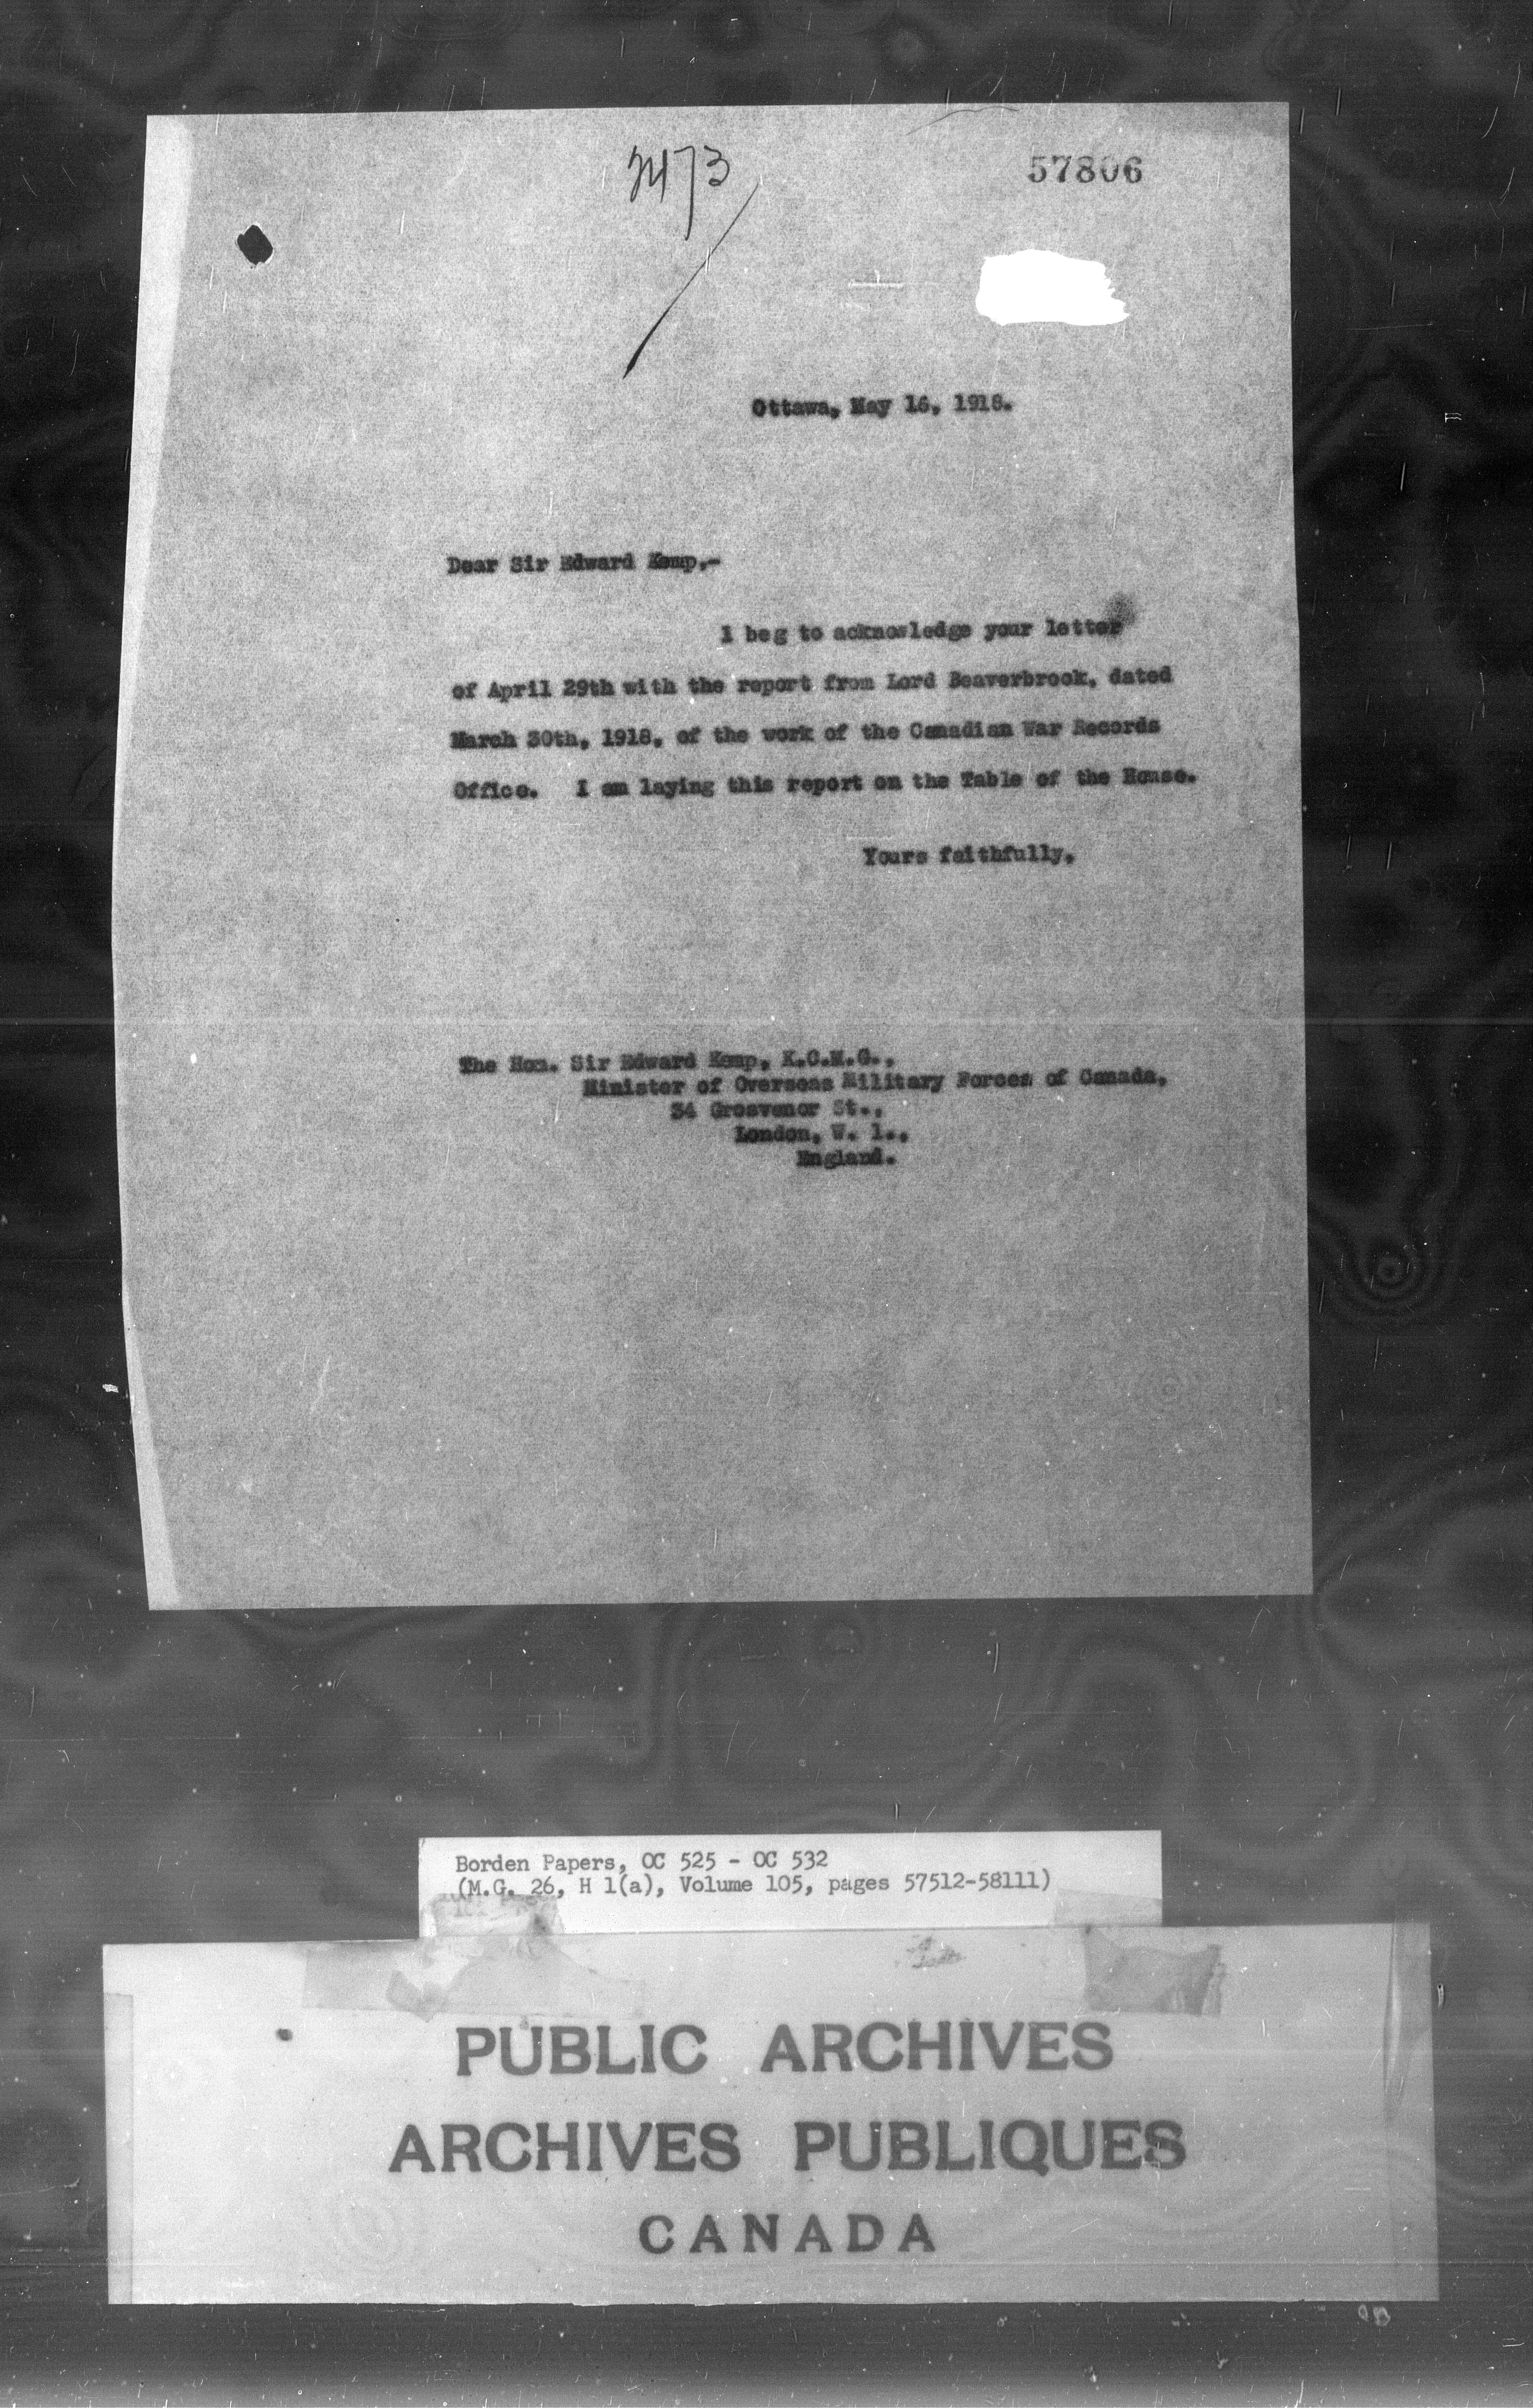 2473
57806
Ottawa, May 16, 1918.
Dear Sir Edward Kemp,-
I beg to acknowledge your letter
of April 29th with the report from Lord Beaverbrook, dated
March 30th, 1918, of the work of the Canadian War Records
Office. I am laying this report on the Table of the House.
Yours faithfully,
The Hon. Sir Edward Kemp, K.C.M.G.,
Minister of Overseas Military Forces of Canada,
34 Grosvenor St.,
London, W. 1.,
England.
Borden Papers, OC 525 - OC 532
(M.G. 26, H 1(a), Volume 105, pages 57512-58111)
PUBLIC ARCHIVES
ARCHIVES PUBLIQUES
CANADA